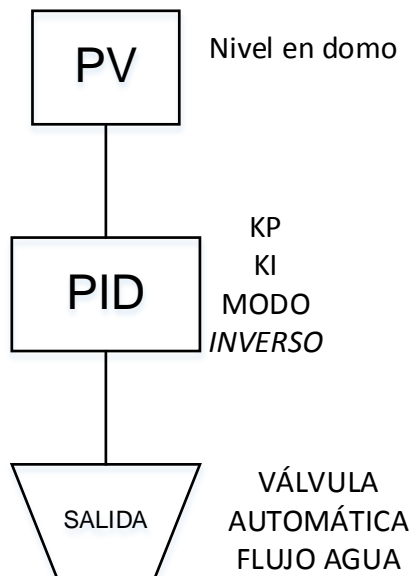 PV
Nivel en domo
PID
KP
KI
MODO
INVERSO
SALIDA
VÁLVULA
AUTOMÁTICA
FLUJO AGUA